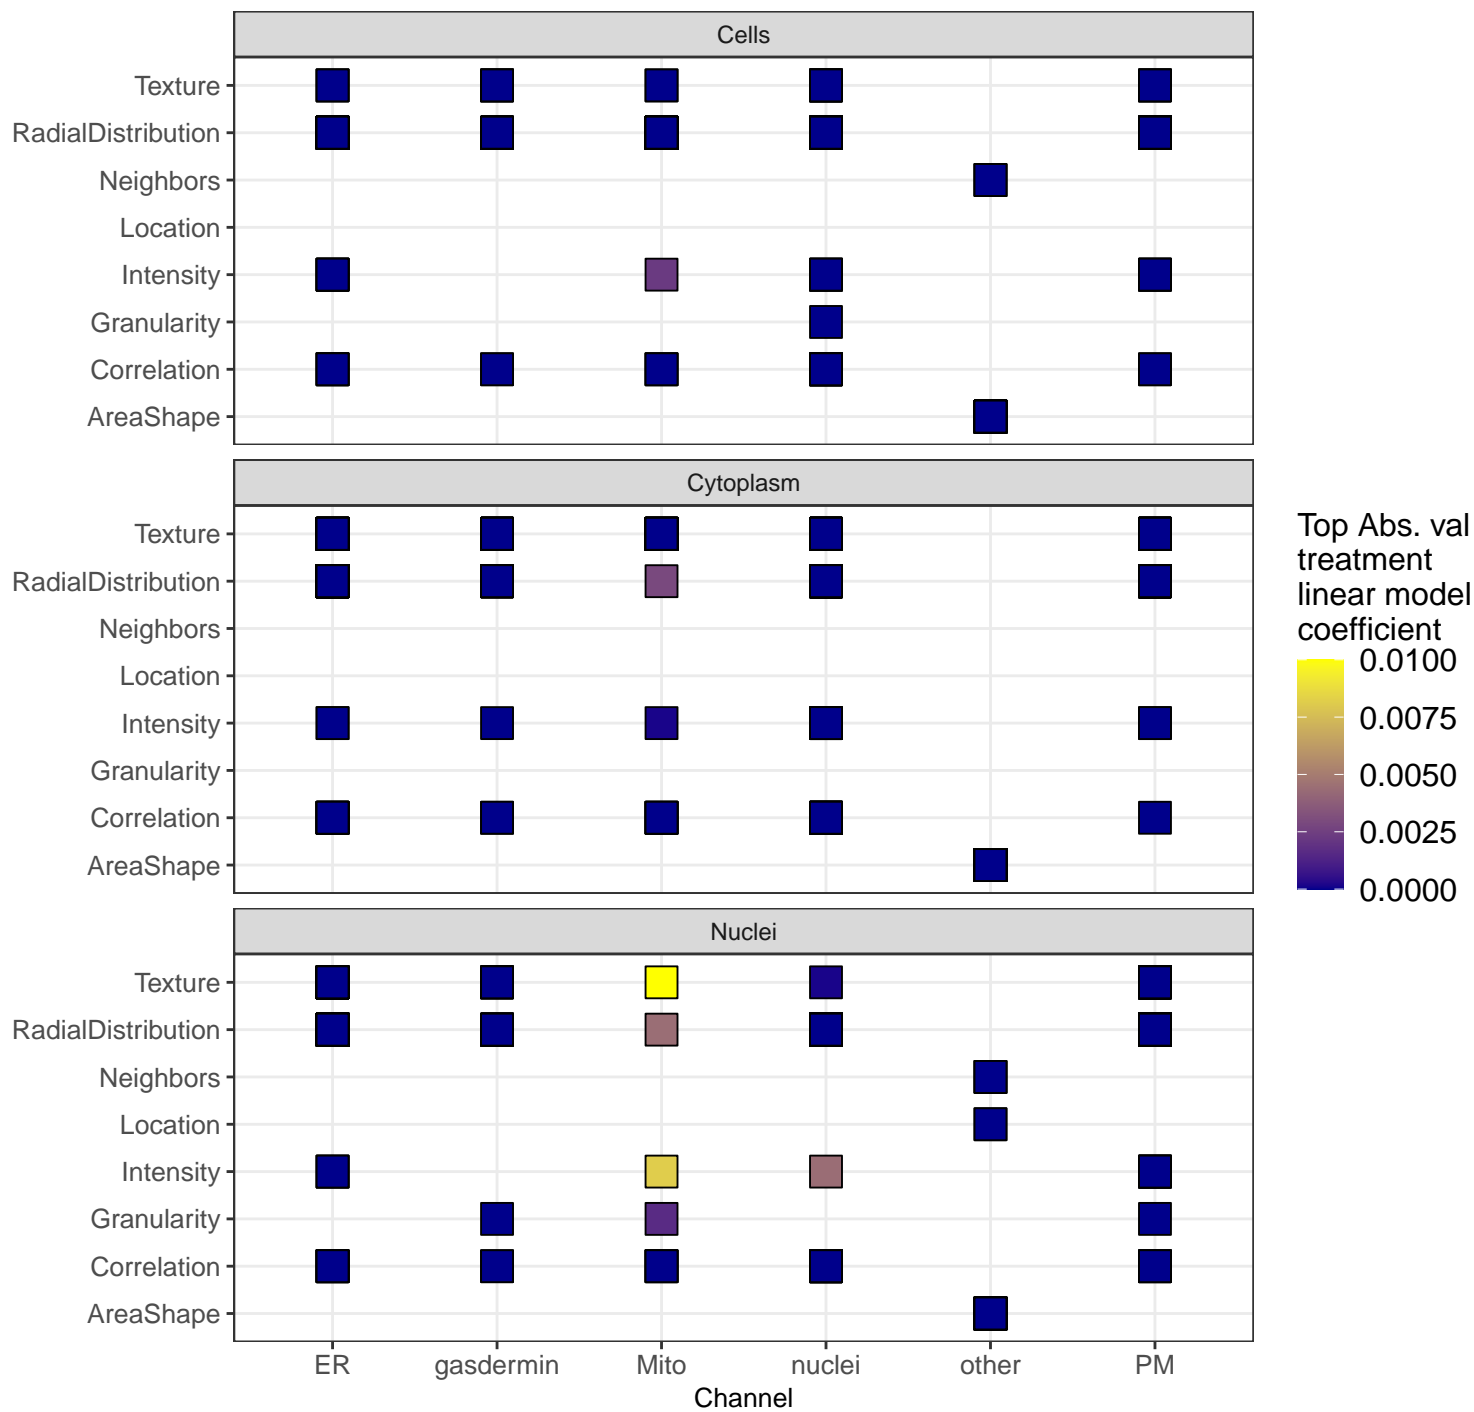 Cells
Texture
RadialDistribution
Neighbors
Location
Intensity
Granularity
Correlation
AreaShape
Cytoplasm
Texture
RadialDistribution
Neighbors
Location
Intensity
Granularity
Correlation
AreaShape
Nuclei
Texture
RadialDistribution
Neighbors
Location
Intensity
Granularity
Correlation
AreaShape
ER gasdermin Mito nuclei other PM
Channel
Top Abs. val
treatment
linear model
coefficient
0.0100
0.0075
0.0050
0.0025
0.0000